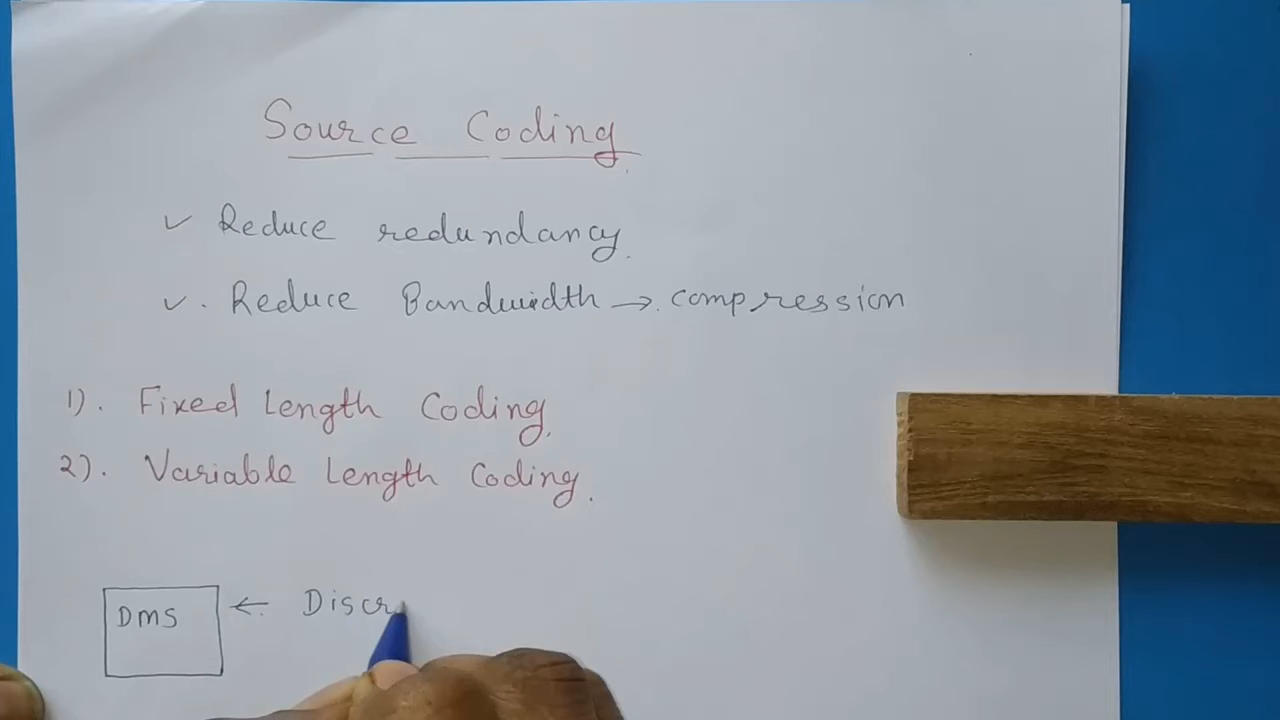 Source Coding
✓ Reduce redundancy.
✓. Reduce Bandwidth → compression
1). Fixed Length Coding.
2). Variable Length Coding.
DMS ← Discr